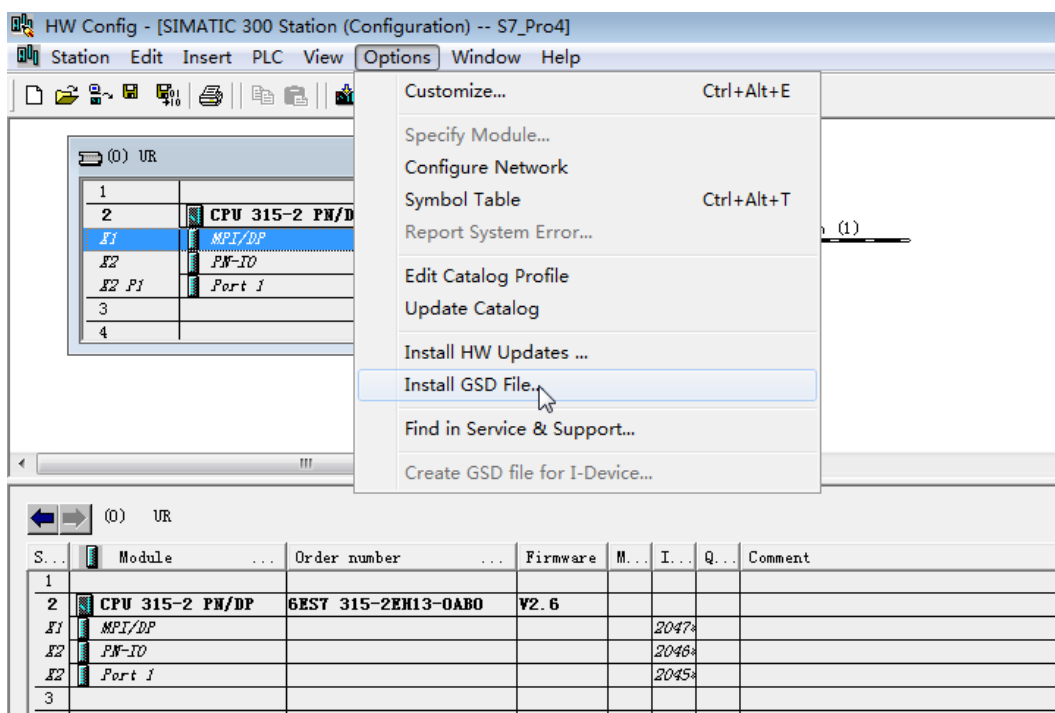 HW Config - [SIMATIC 300 Station (Configuration) -- S7_Pro4]
Station Edit Insert PLC View Options Window Help
Customize... Ctrl+Alt+E
Specify Module...
Configure Network
Symbol Table Ctrl+Alt+T
Report System Error...
Edit Catalog Profile
Update Catalog
Install HW Updates ...
Install GSD File...
Find in Service & Support...
Create GSD file for I-Device...
(0) UR
1
2 CPU 315-2 PN/D
X1 MPI/DP
X2 PN-IO
X2 P1 Port 1
3
4
(1)
(0) UR
S... Module ... Order number ... Firmware M... I... Q... Comment
1
2 CPU 315-2 PN/DP 6ES7 315-2EH13-0AB0 V2.6
X1 MPI/DP 2047*
X2 PN-IO 2046*
X2 Port 1 2045*
3